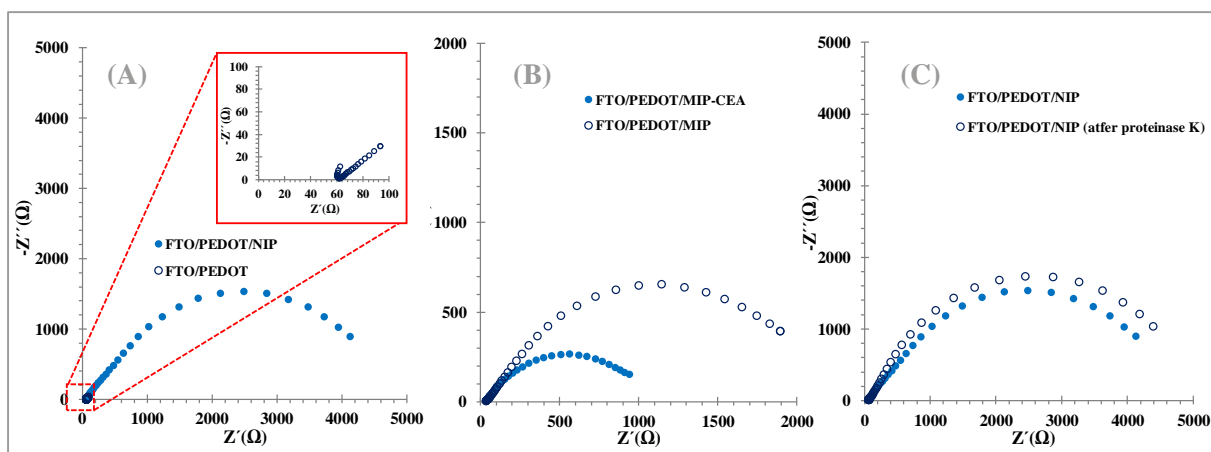 (A)
5000
4000
3000
2000
1000
0
-Z´´(Ω)
0 1000 2000 3000 4000 5000
Z´(Ω)
FTO/PEDOT/NIP
FTO/PEDOT
100
80
60
40
20
0
-Z´´(Ω)
0 20 40 60 80 100
Z´(Ω)
(B)
2000
1500
1000
500
0
0 500 1000 1500 2000
Z´(Ω)
FTO/PEDOT/MIP-CEA
FTO/PEDOT/MIP
(C)
5000
4000
3000
2000
1000
0
-Z´´(Ω)
0 1000 2000 3000 4000 5000
Z´(Ω)
FTO/PEDOT/NIP
FTO/PEDOT/NIP (atfer proteinase K)